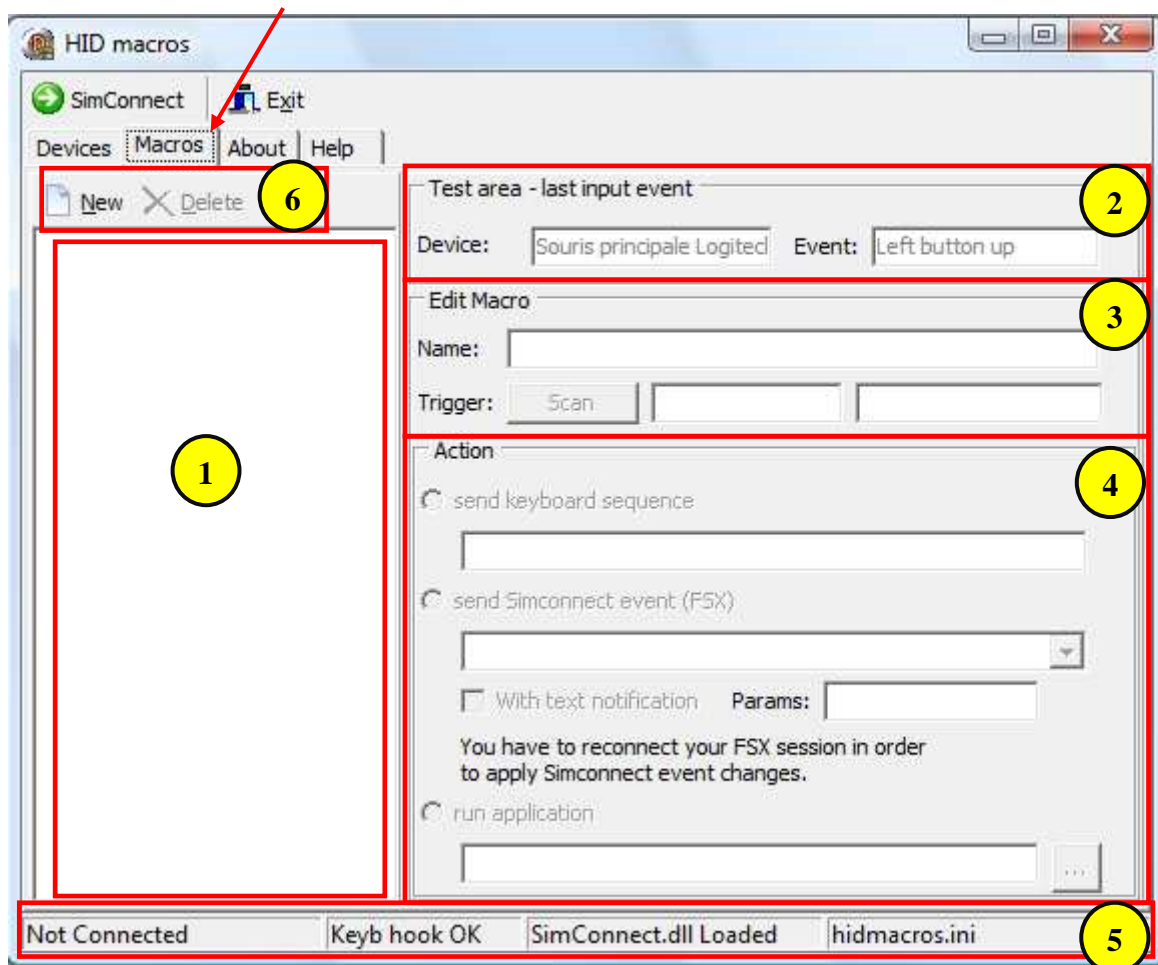 HID macros
SimConnect Exit
Devices Macros About Help
New Delete 6
Test area - last input event 2
Device: Souris principale Logitecl Event: Left button up
Edit Macro 3
Name:
Trigger: Scan
1
Action 4
send keyboard sequence
send Simconnect event (FSX)
With text notification Params:
You have to reconnect your FSX session in order
to apply Simconnect event changes.
run application
...
Not Connected Keyb hook OK SimConnect.dll Loaded hidmacros.ini 5